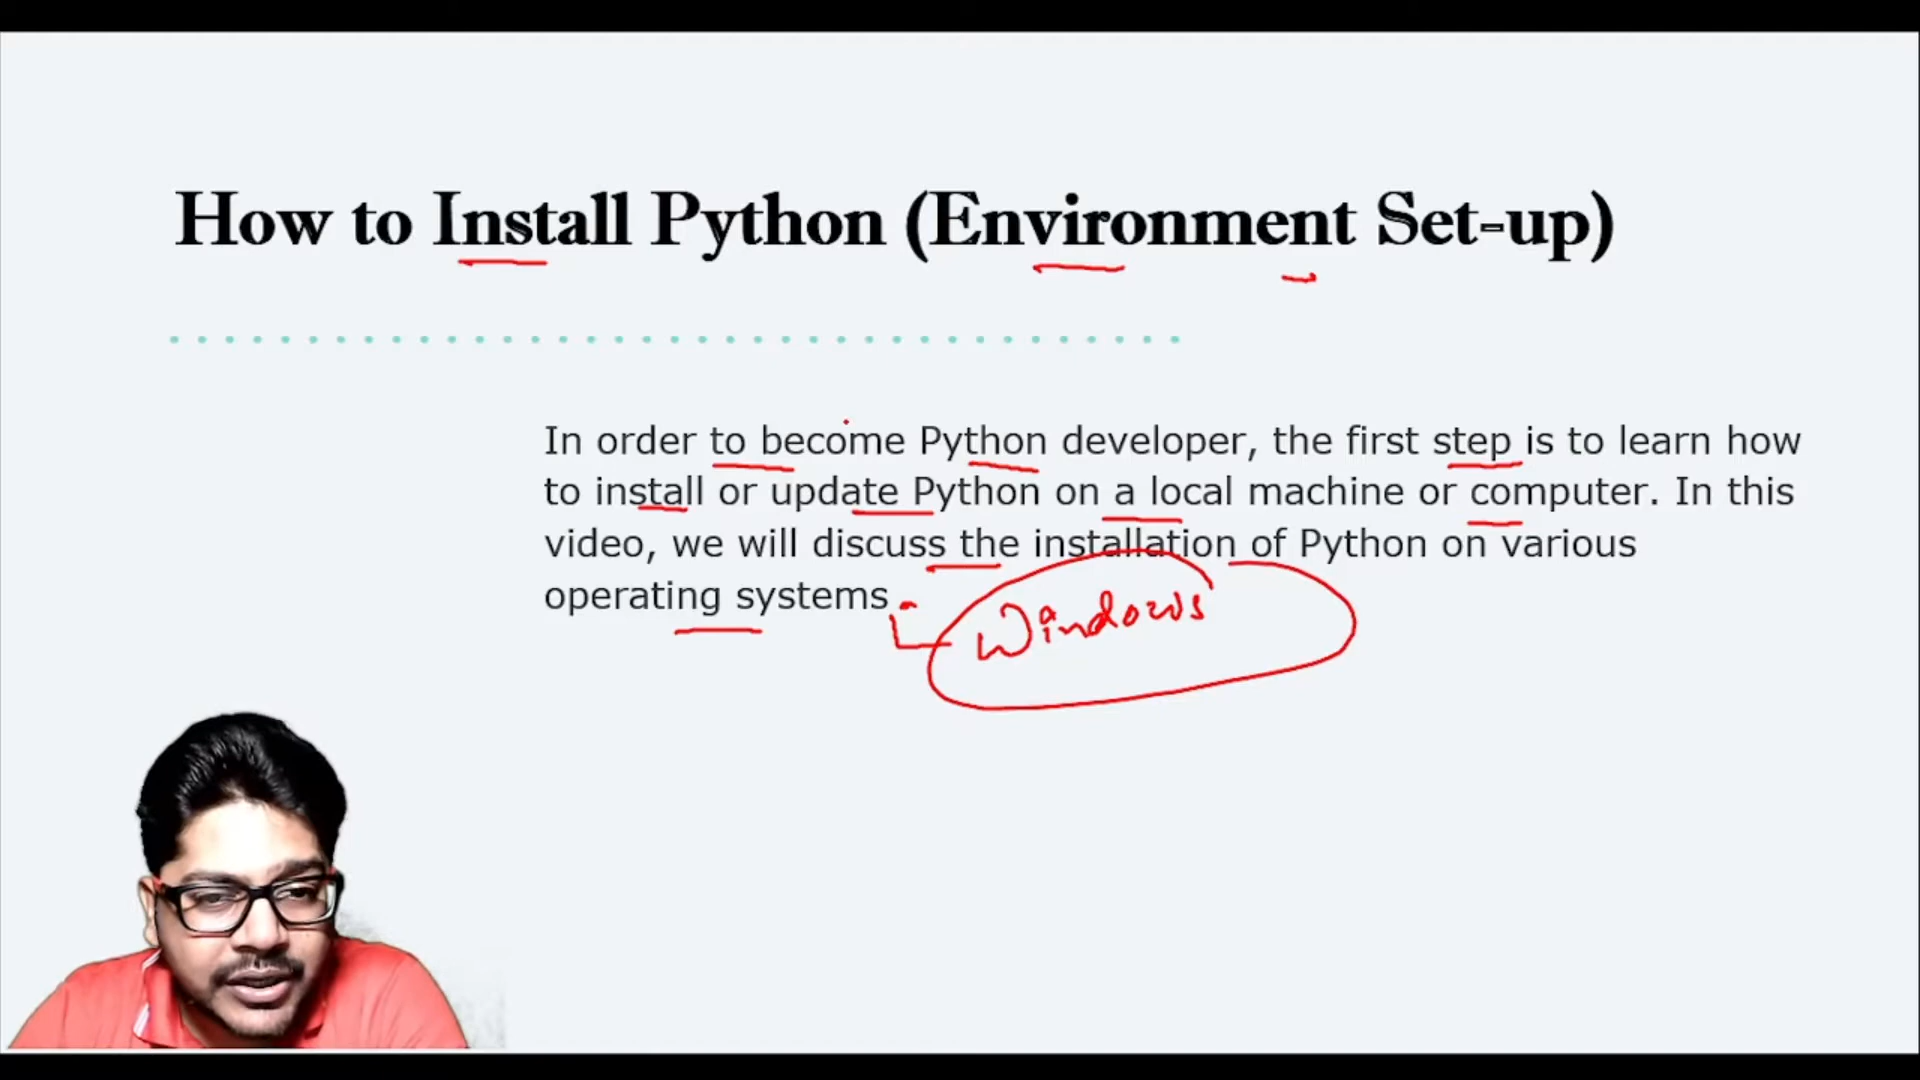 How to Install Python (Environment Set-up)
In order to become Python developer, the first step is to learn how
to install or update Python on a local machine or computer. In this
video, we will discuss the installation of Python on various
operating systems.
Windows